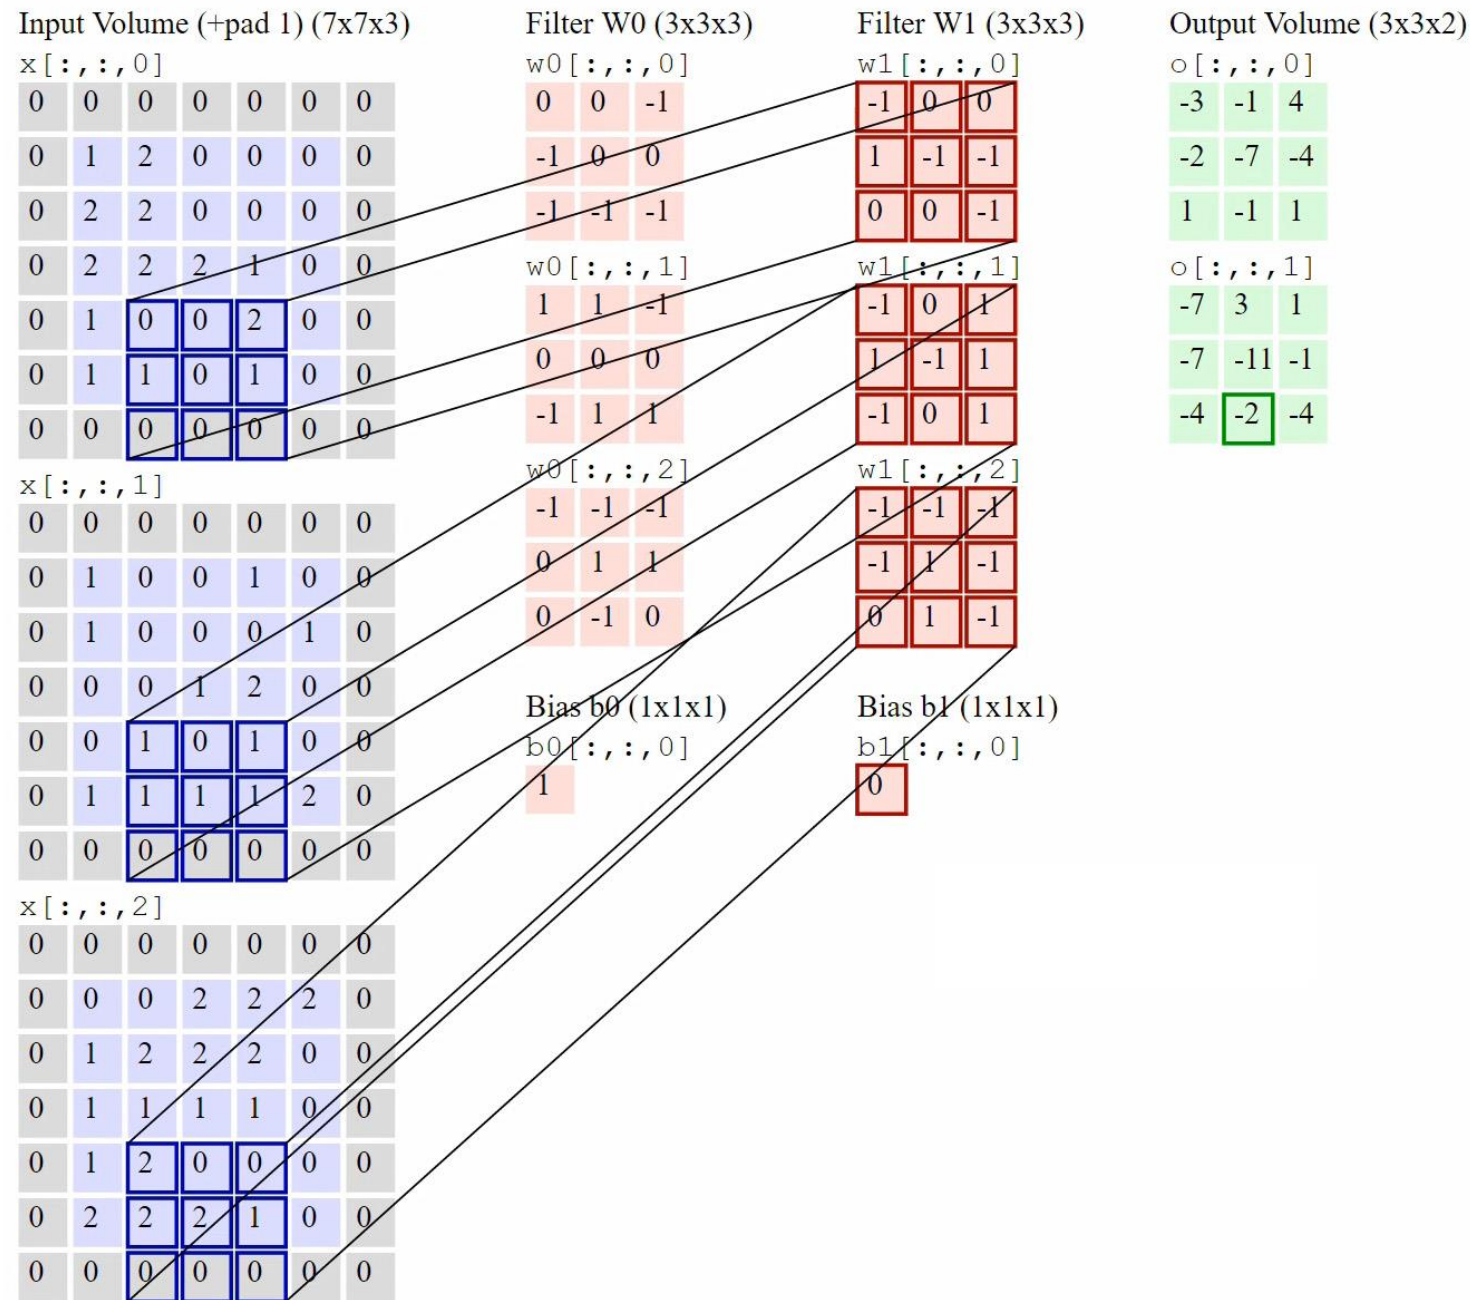 Input Volume (+pad 1) (7x7x3)
x[:,:,0]
0 0 0 0 0 0 0
0 1 2 0 0 0 0
0 2 2 0 0 0 0
0 2 2 2 1 0 0
0 1 0 0 2 0 0
0 1 1 0 1 0 0
0 0 0 0 0 0 0
x[:,:,1]
0 0 0 0 0 0 0
0 1 0 0 1 0 0
0 1 0 0 0 1 0
0 0 0 1 2 0 0
0 0 1 0 1 0 0
0 1 1 1 1 2 0
0 0 0 0 0 0 0
x[:,:,2]
0 0 0 0 0 0 0
0 0 0 2 2 2 0
0 1 2 2 2 0 0
0 1 1 1 1 0 0
0 1 2 0 0 0 0
0 2 2 2 1 0 0
0 0 0 0 0 0 0
Filter W0 (3x3x3)
w0[:,:,0]
0 0 -1
-1 0 0
-1 -1 -1
w0[:,:,1]
1 1 -1
0 0 0
-1 1 1
w0[:,:,2]
-1 -1 -1
0 1 1
0 -1 0
Bias b0 (1x1x1)
b0[:,:,0]
1
Filter W1 (3x3x3)
w1[:,:,0]
-1 0 0
1 -1 -1
0 0 -1
w1[:,:,1]
-1 0 1
1 -1 1
-1 0 1
w1[:,:,2]
-1 -1 -1
-1 1 -1
0 1 -1
Bias b1 (1x1x1)
b1[:,:,0]
0
Output Volume (3x3x2)
o[:,:,0]
-3 -1 4
-2 -7 -4
1 -1 1
o[:,:,1]
-7 3 1
-7 -11 -1
-4 -2 -4